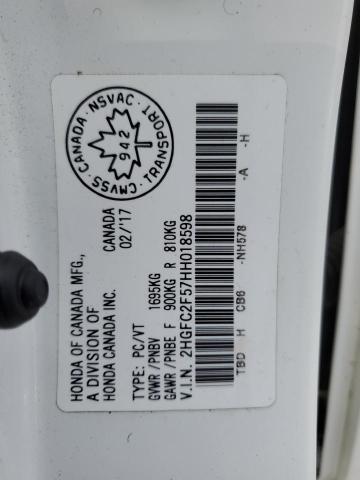 HONDA OF CANADA MFG.,
A DIVISION OF
HONDA CANADA INC.
CANADA
02/'17
TYPE: PC/VT
GVWR /PNBV 1695KG
GAWR /PNBE F 900KG R 810KG
V.I.N. 2HGFC2F57HH018598
TBD H CB6 -NH578 -A -H
CMVSS · CANADA · NSVAC · TRANSPORT
942